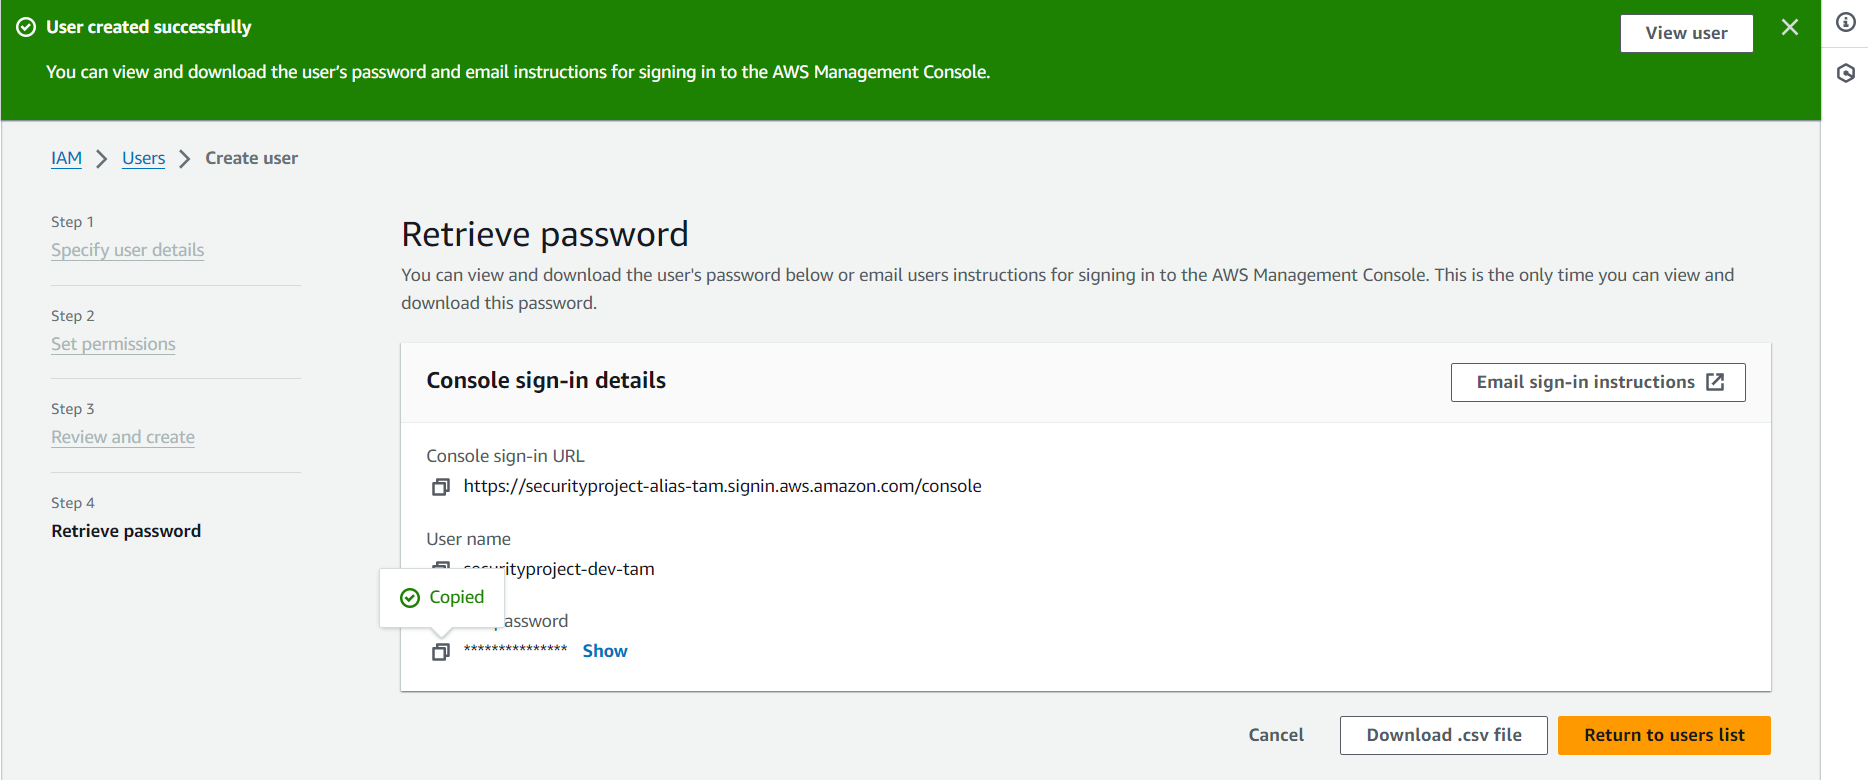 User created successfully
View user
You can view and download the user's password and email instructions for signing in to the AWS Management Console.
IAM Users Create user
Step 1
Specify user details
Step 2
Set permissions
Step 3
Review and create
Step 4
Retrieve password
Retrieve password
You can view and download the user's password below or email users instructions for signing in to the AWS Management Console. This is the only time you can view and
download this password.
Console sign-in details
Email sign-in instructions
Console sign-in URL
https://securityproject-alias-tam.signin.aws.amazon.com/console
User name
securityproject-dev-tam
Copied
password
*************** Show
Cancel
Download .csv file
Return to users list